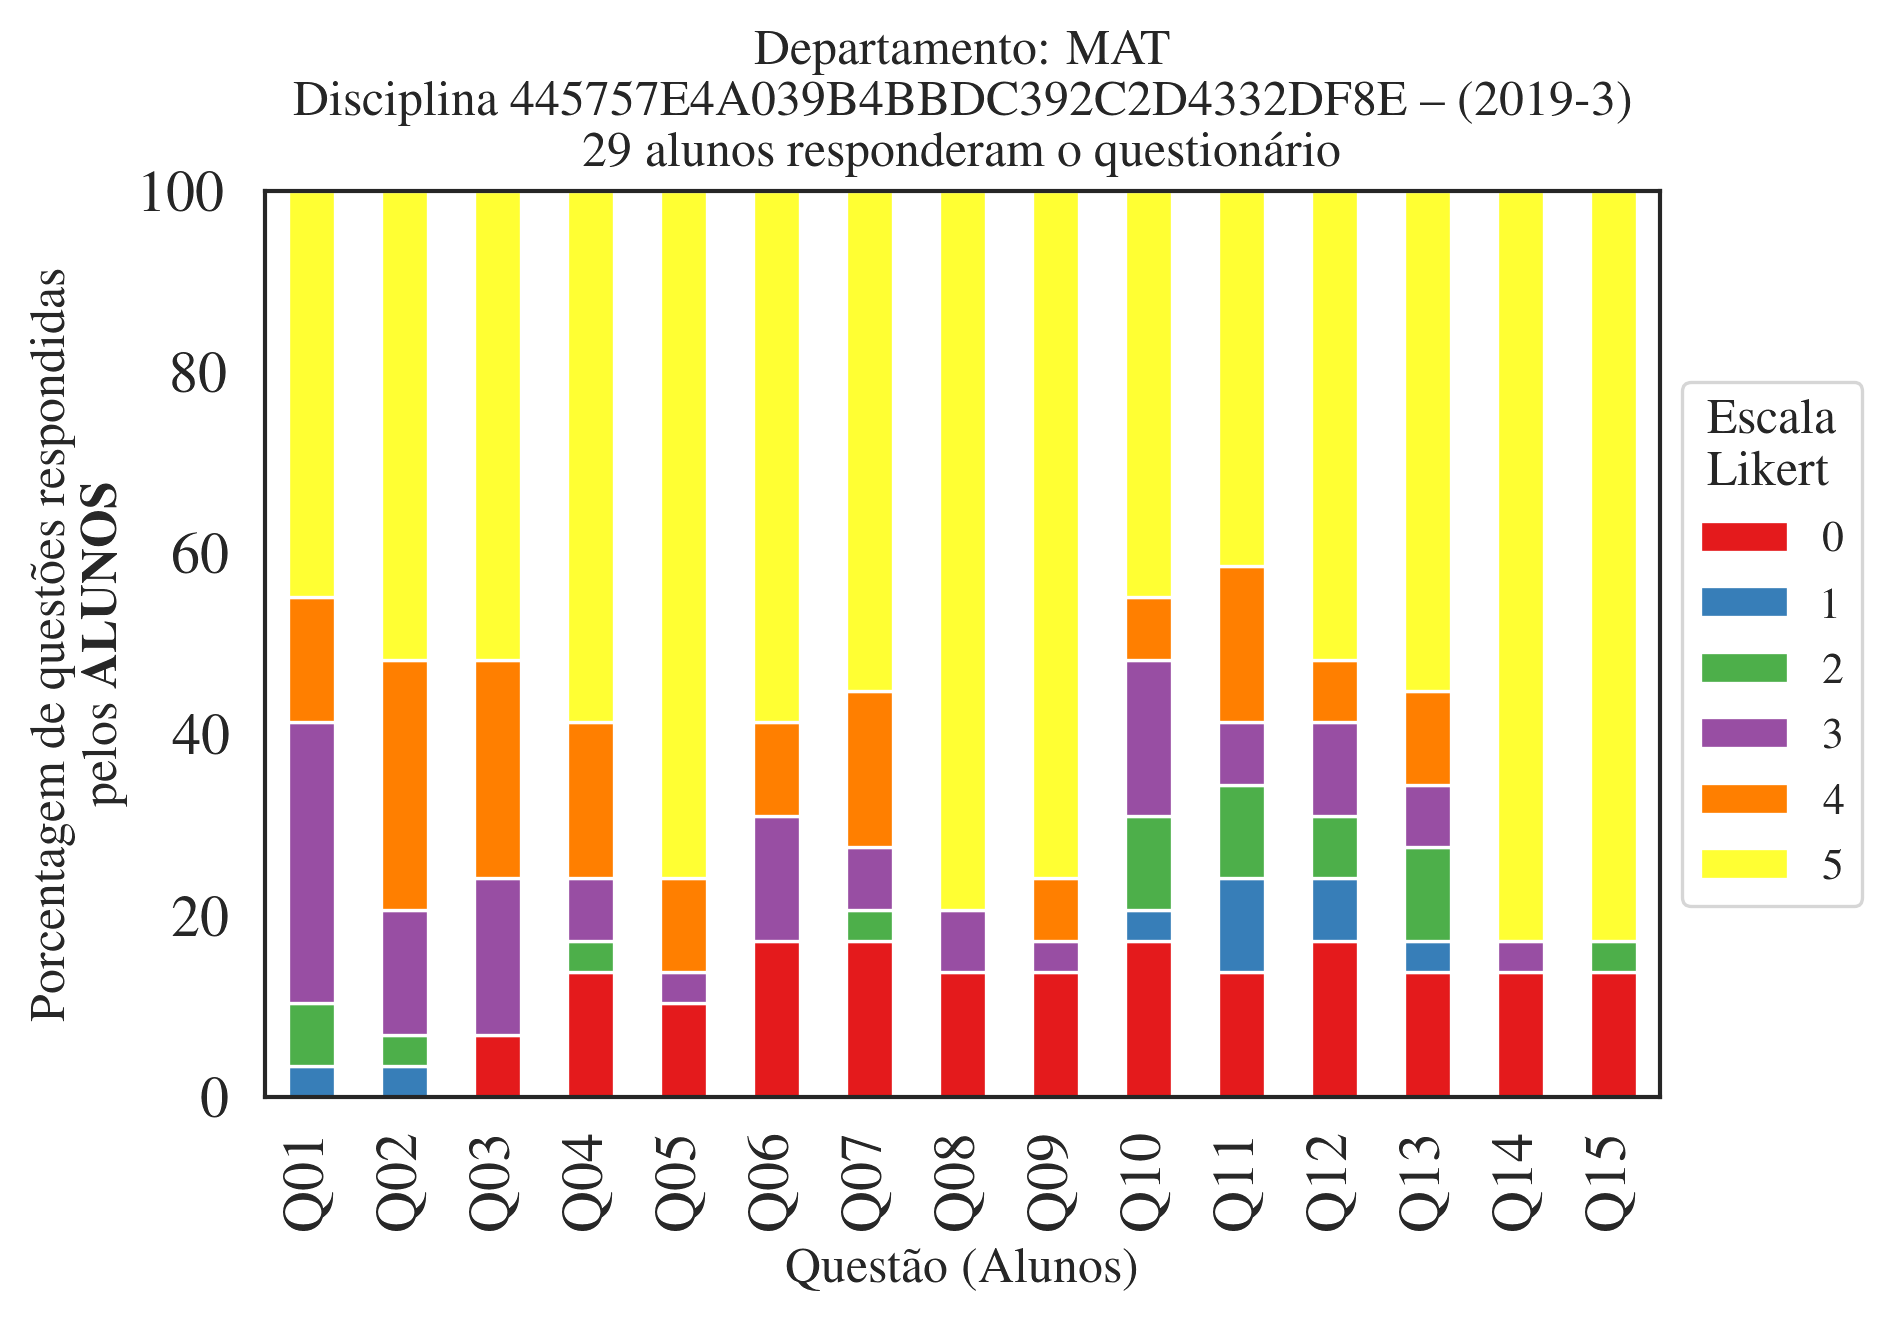 Departamento: MAT
Disciplina 445757E4A039B4BBDC392C2D4332DF8E – (2019-3)
29 alunos responderam o questionário
100
80
60
40
20
0
Porcentagem de questões respondidas
pelos ALUNOS
Q01
Q02
Q03
Q04
Q05
Q06
Q07
Q08
Q09
Q10
Q11
Q12
Q13
Q14
Q15
Questão (Alunos)
Escala
Likert
0
1
2
3
4
5